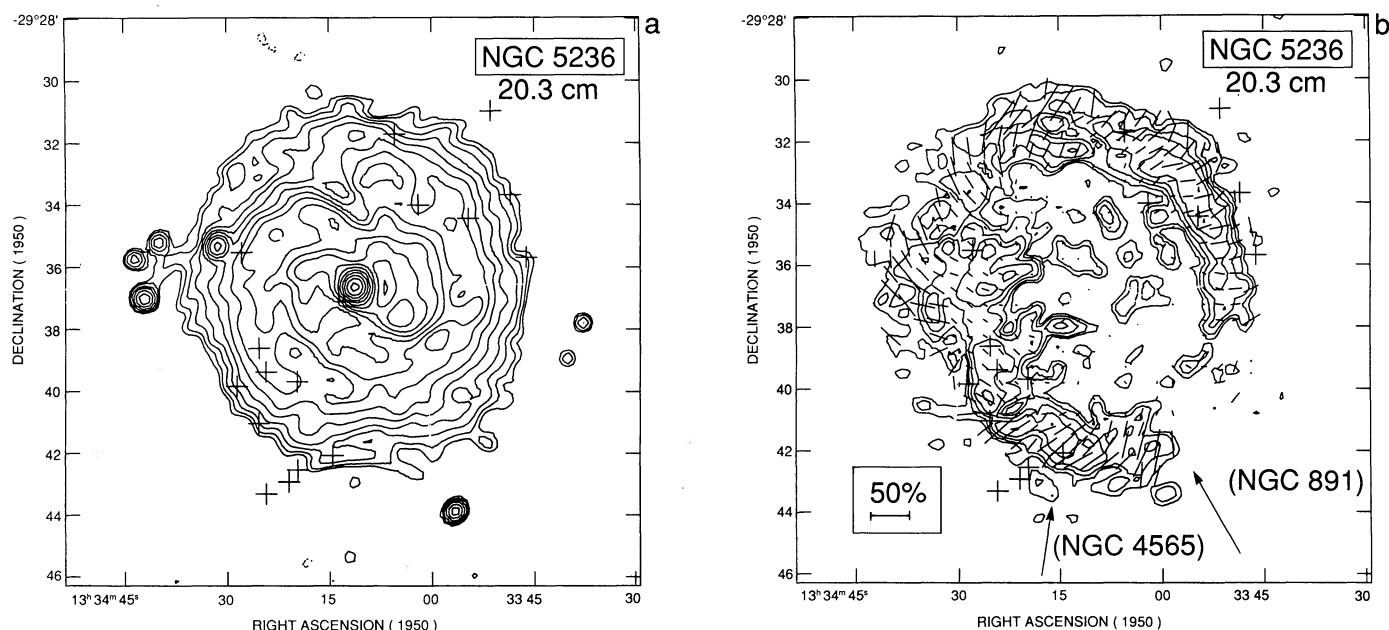 a
NGC 5236
20.3 cm
-29°28'
30
32
34
36
38
40
42
44
46
DECLINATION ( 1950 )
13ʰ 34ᵐ 45ˢ
30
15
00
33 45
30
RIGHT ASCENSION ( 1950 )
b
NGC 5236
20.3 cm
-29°28'
30
32
34
36
38
40
42
44
46
DECLINATION ( 1950 )
50%
(NGC 891)
(NGC 4565)
13ʰ 34ᵐ 45ˢ
30
15
00
33 45
30
RIGHT ASCENSION ( 1950 )